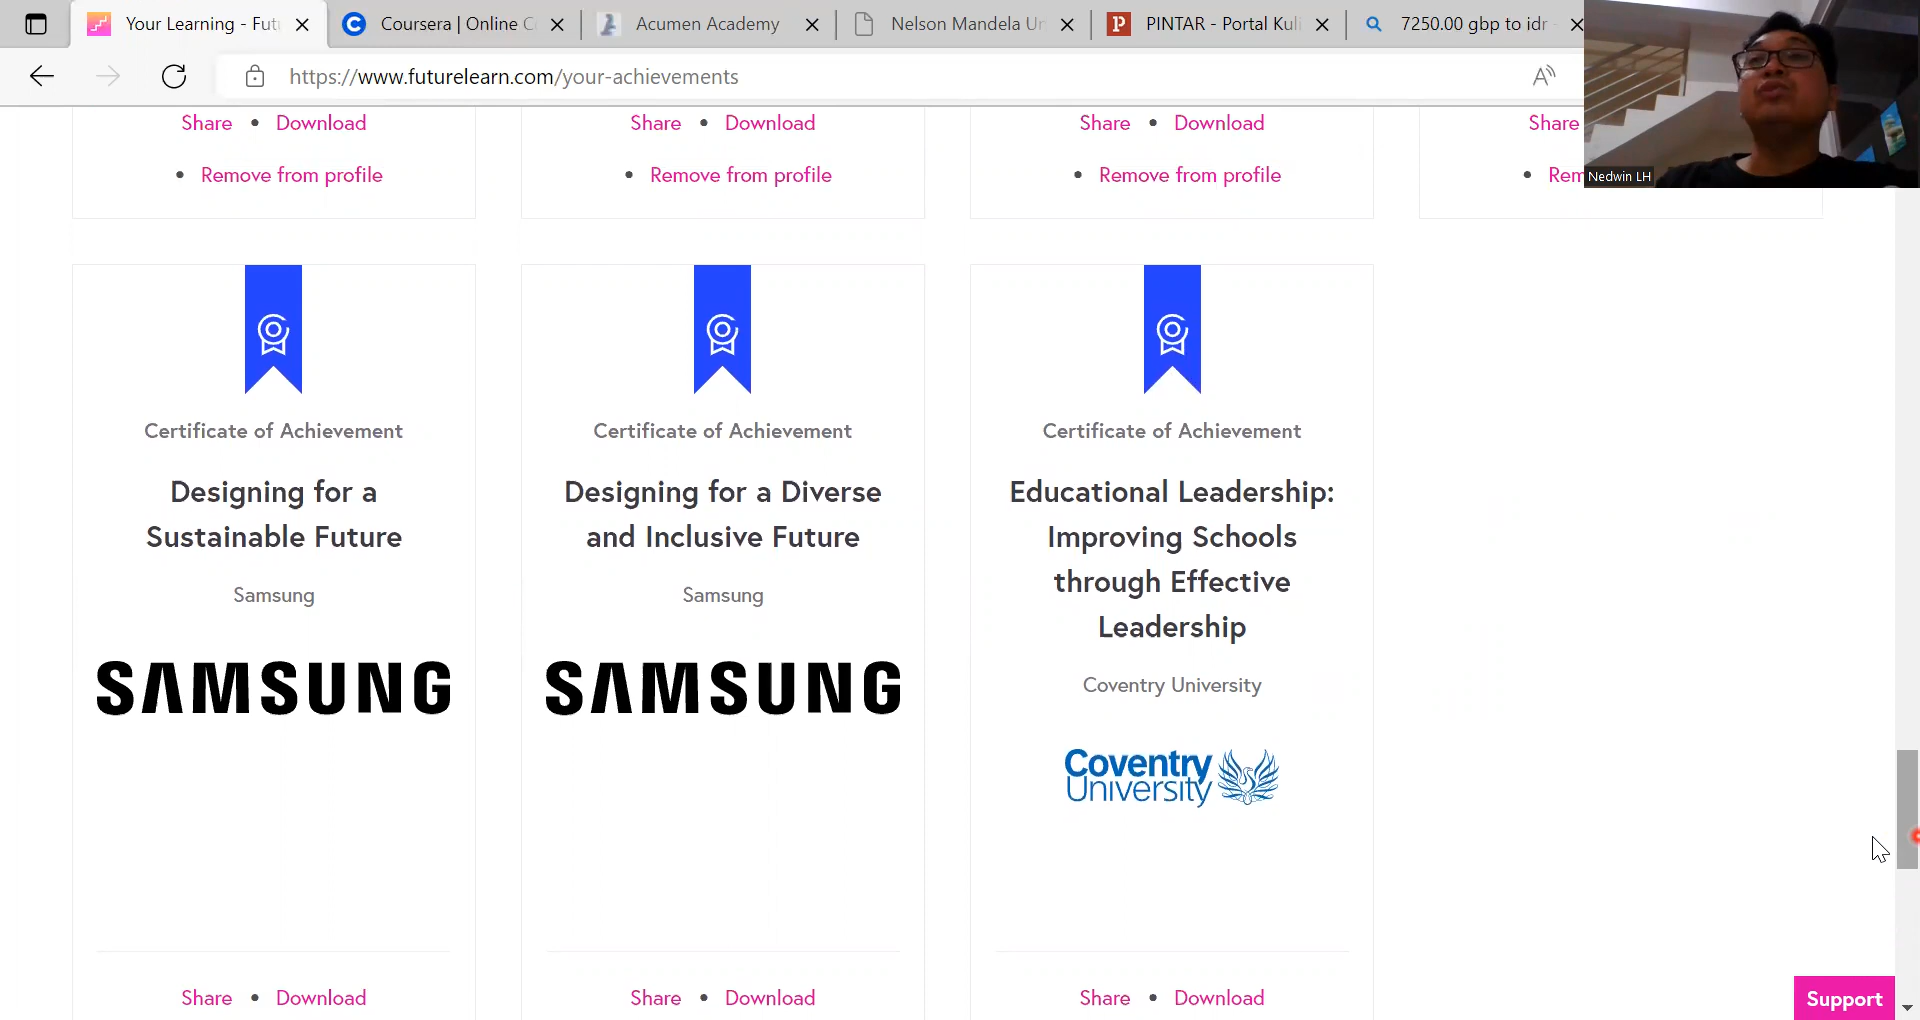 Your Learning - Futu
Coursera | Online C
Acumen Academy
Nelson Mandela Un
PINTAR - Portal Kuli
7250.00 gbp to idr -
https://www.futurelearn.com/your-achievements
Nedwin LH
Share • Download
Share • Download
Share • Download
Share
• Remove from profile
• Remove from profile
• Remove from profile
• Rem
Certificate of Achievement
Designing for a
Sustainable Future
Samsung
SAMSUNG
Share • Download
Certificate of Achievement
Designing for a Diverse
and Inclusive Future
Samsung
SAMSUNG
Share • Download
Certificate of Achievement
Educational Leadership:
Improving Schools
through Effective
Leadership
Coventry University
Coventry
University
Share • Download
Support